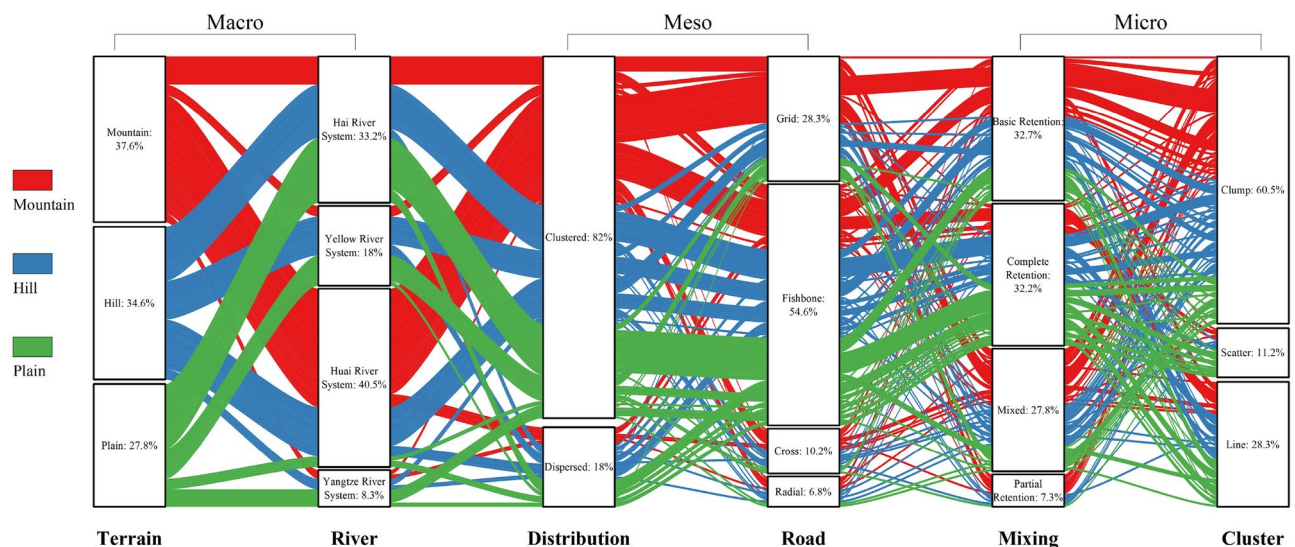 Macro
Meso
Micro
Mountain
Hill
Plain
Mountain:
37.6%
Hill: 34.6%
Plain: 27.8%
Hai River
System: 33.2%
Yellow River
System: 18%
Huai River
System: 40.5%
Yangtze River
System: 8.3%
Clustered: 82%
Dispersed: 18%
Grid: 28.3%
Fishbone:
54.6%
Cross: 10.2%
Radial: 6.8%
Basic Retention:
32.7%
Complete
Retention:
32.2%
Mixed: 27.8%
Partial
Retention: 7.3%
Clump: 60.5%
Scatter: 11.2%
Line: 28.3%
Terrain
River
Distribution
Road
Mixing
Cluster